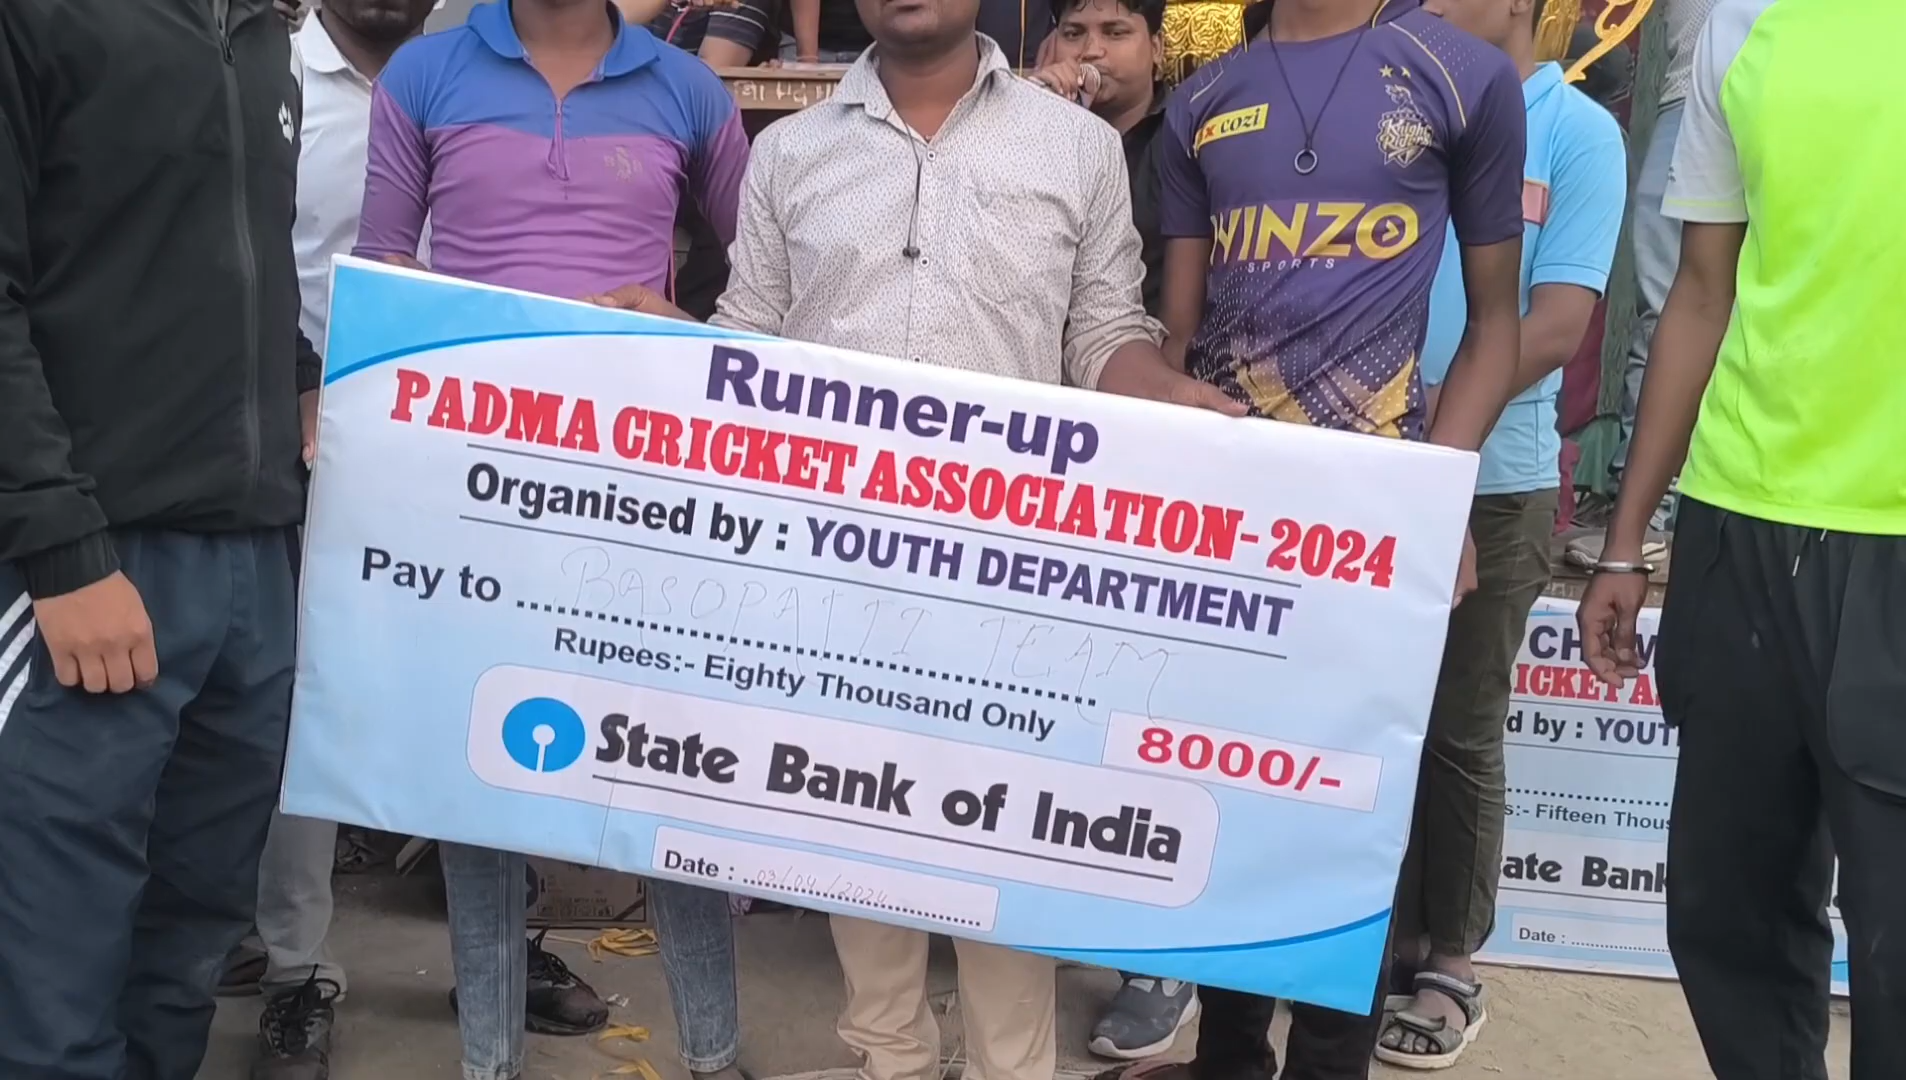 Runner-up
PADMA CRICKET ASSOCIATION-2024
Organised by : YOUTH DEPARTMENT
Pay to BASOPATTI TEAM
Rupees:- Eighty Thousand Only
8000/-
State Bank of India
Date : 03/04/2024
cozi
Knight Riders
WINZO
SPORTS
CH M
ICKET A
d by : YOUT
s:- Fifteen Thous
ate Bank
Date :